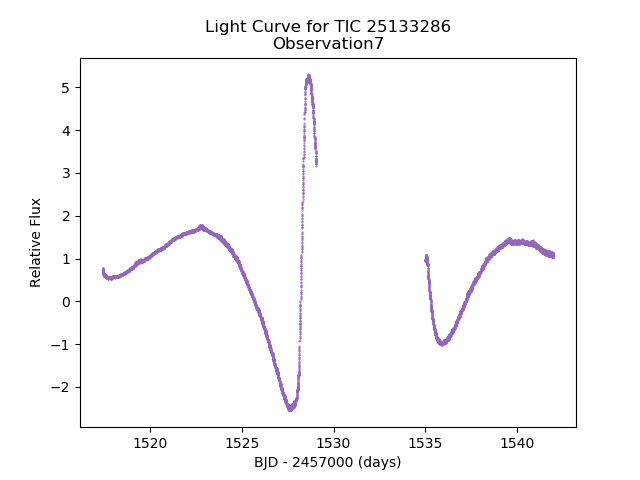 Light Curve for TIC 25133286
Observation7
5
4
3
2
1
0
−1
−2
Relative Flux
1520 1525 1530 1535 1540
BJD - 2457000 (days)